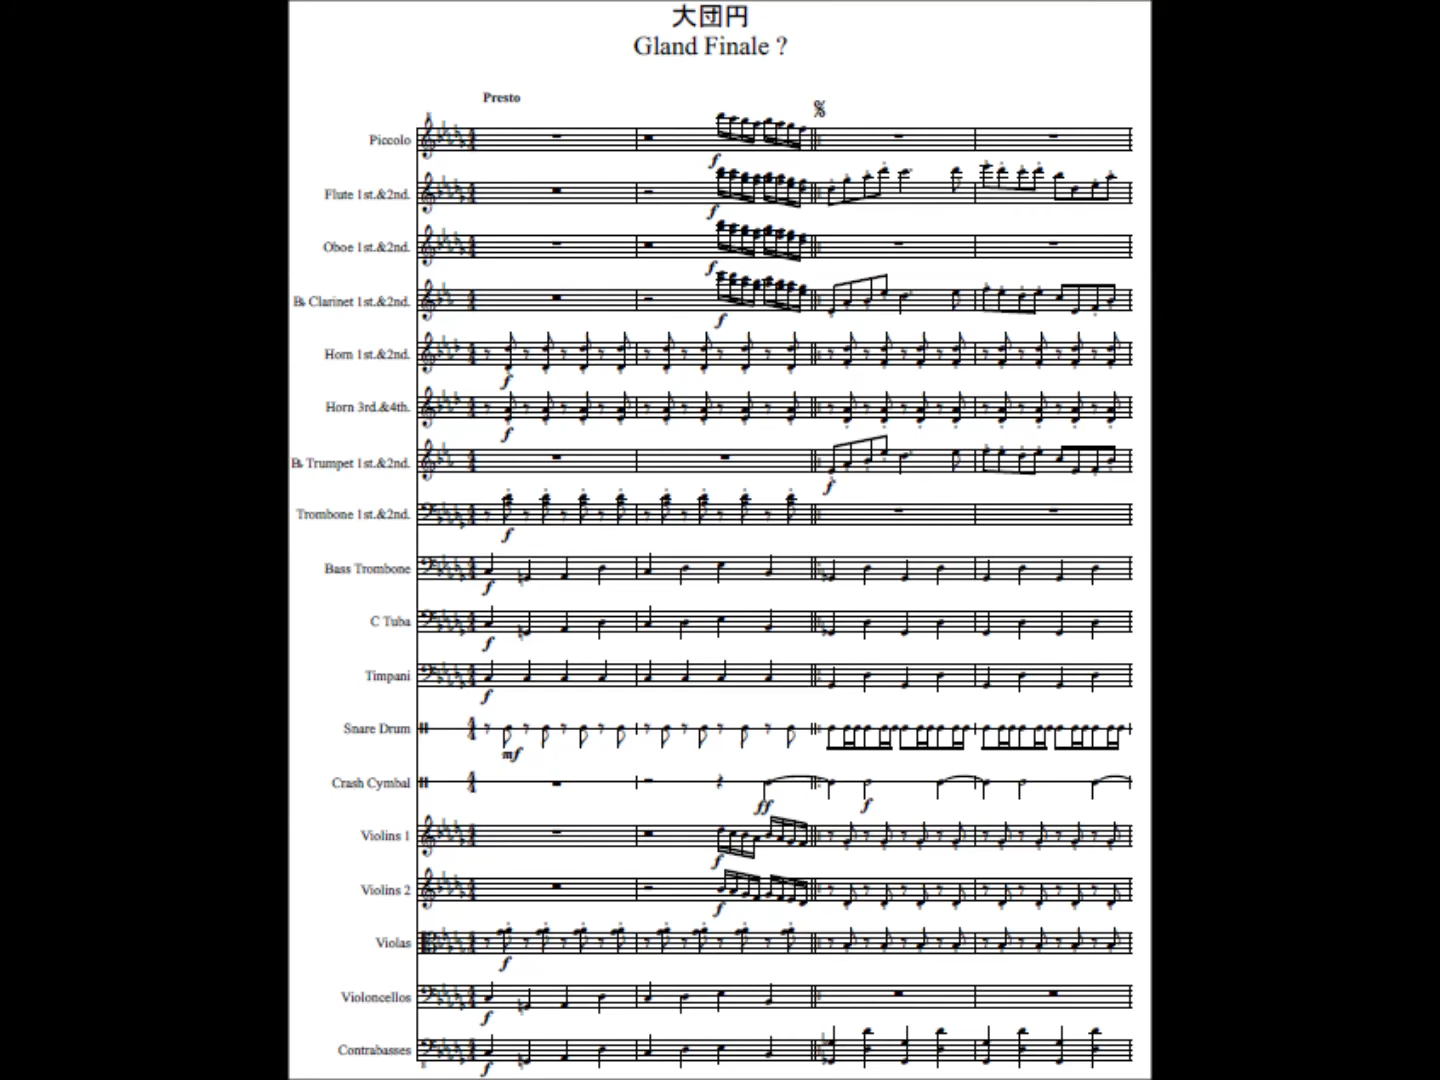 大団円
Gland Finale ?
Presto
Piccolo
f
Flute 1st.&2nd.
f
Oboe 1st.&2nd.
f
B♭ Clarinet 1st.&2nd.
f
Horn 1st.&2nd.
f
Horn 3rd.&4th.
f
B♭ Trumpet 1st.&2nd.
f
Trombone 1st.&2nd.
f
Bass Trombone
f
C Tuba
f
Timpani
f
Snare Drum
mf
Crash Cymbal
ff f
Violins 1
f
Violins 2
f
Violas
f
Violoncellos
f
Contrabasses
f